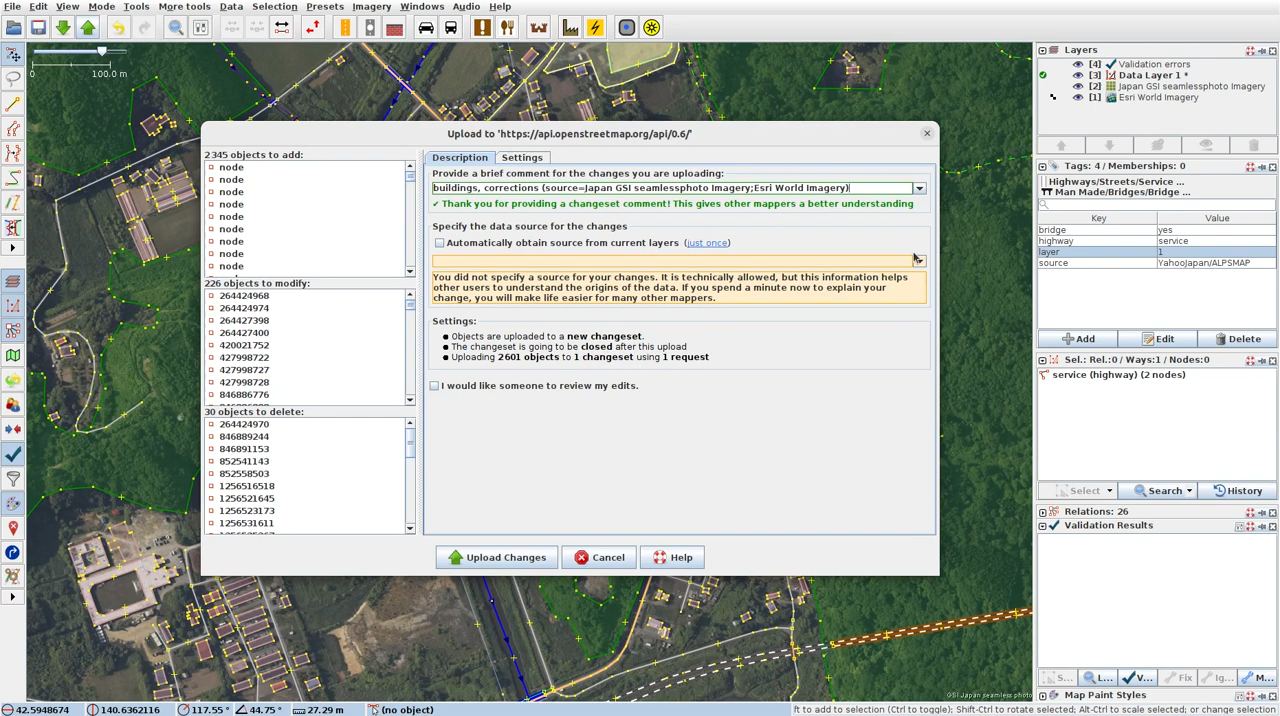 File Edit View Mode Tools More tools Data Selection Presets Imagery Windows Audio Help
0 100.0 m
Upload to 'https://api.openstreetmap.org/api/0.6/'
2345 objects to add:
node
node
node
node
node
node
node
node
node
226 objects to modify:
264424968
264424974
264427398
264427400
420021752
427998722
427998727
427998728
846886776
30 objects to delete:
264424970
846889244
846891153
852541143
852558503
1256516518
1256521645
1256523173
1256531611
Description Settings
Provide a brief comment for the changes you are uploading:
buildings, corrections (source=Japan GSI seamlessphoto Imagery;Esri World Imagery)
✔ Thank you for providing a changeset comment! This gives other mappers a better understanding
Specify the data source for the changes
Automatically obtain source from current layers (just once)
You did not specify a source for your changes. It is technically allowed, but this information helps
other users to understand the origins of the data. If you spend a minute now to explain your
change, you will make life easier for many other mappers.
Settings:
Objects are uploaded to a new changeset.
The changeset is going to be closed after this upload
Uploading 2601 objects to 1 changeset using 1 request
I would like someone to review my edits.
Upload Changes Cancel Help
Layers
[4] Validation errors
[3] Data Layer 1 *
[2] Japan GSI seamlessphoto Imagery
[1] Esri World Imagery
Tags: 4 / Memberships: 0
Highways/Streets/Service ...
Man Made/Bridges/Bridge ...
Key Value
bridge yes
highway service
layer 1
source YahooJapan/ALPSMAP
Add Edit Delete
Sel.: Rel.:0 / Ways:1 / Nodes:0
service (highway) (2 nodes)
Select Search History
Relations: 26
Validation Results
S... L... V... Fix Ig... M...
Map Paint Styles
GSI Japan seamless photo
42.5948674 140.6362116 117.55 ° 44.75 ° 27.29 m (no object) ft to add to selection (Ctrl to toggle); Shift-Ctrl to rotate selected; Alt-Ctrl to scale selected; or change selection